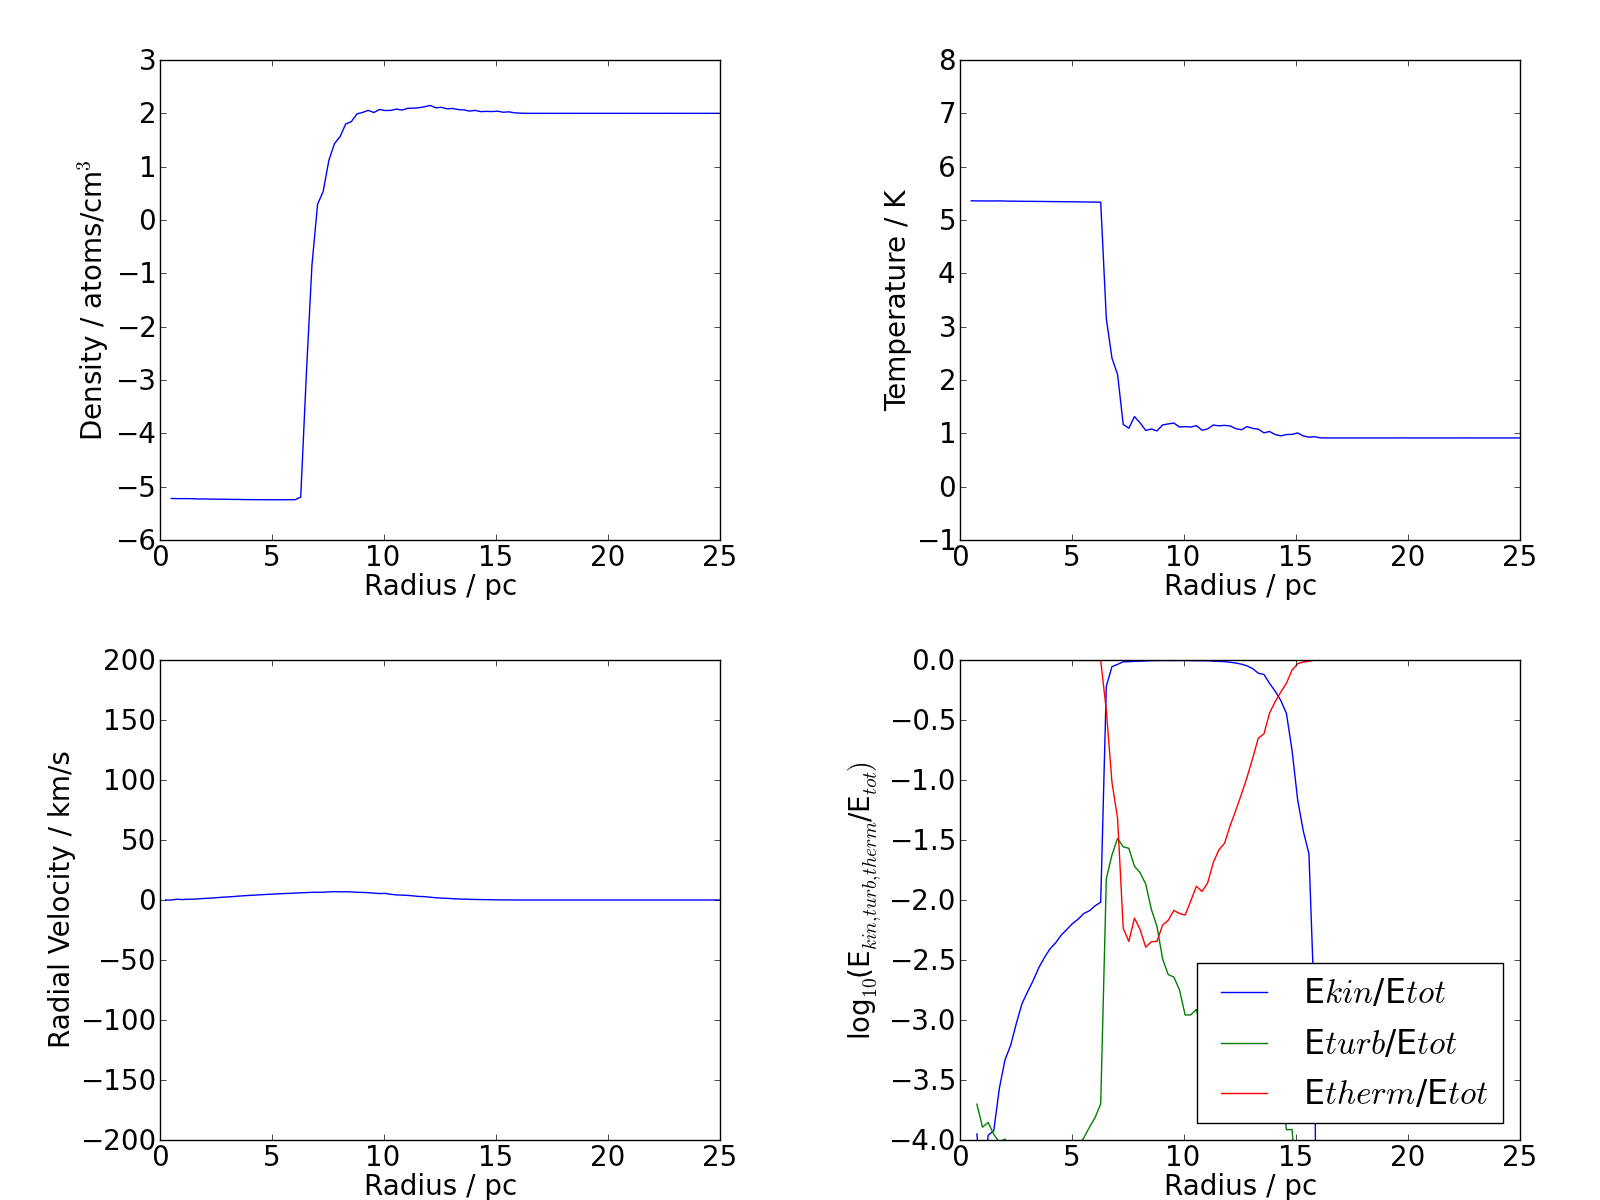 3
2
1
0
−1
−2
−3
−4
−5
−6
Density / atoms/cm³
0 5 10 15 20 25
Radius / pc
8
7
6
5
4
3
2
1
0
−1
Temperature / K
0 5 10 15 20 25
Radius / pc
200
150
100
50
0
−50
−100
−150
−200
Radial Velocity / km/s
0 5 10 15 20 25
Radius / pc
0.0
−0.5
−1.0
−1.5
−2.0
−2.5
−3.0
−3.5
−4.0
log₁₀(E_kin,turb,therm/E_tot)
Ekin/Etot
Eturb/Etot
Etherm/Etot
0 5 10 15 20 25
Radius / pc